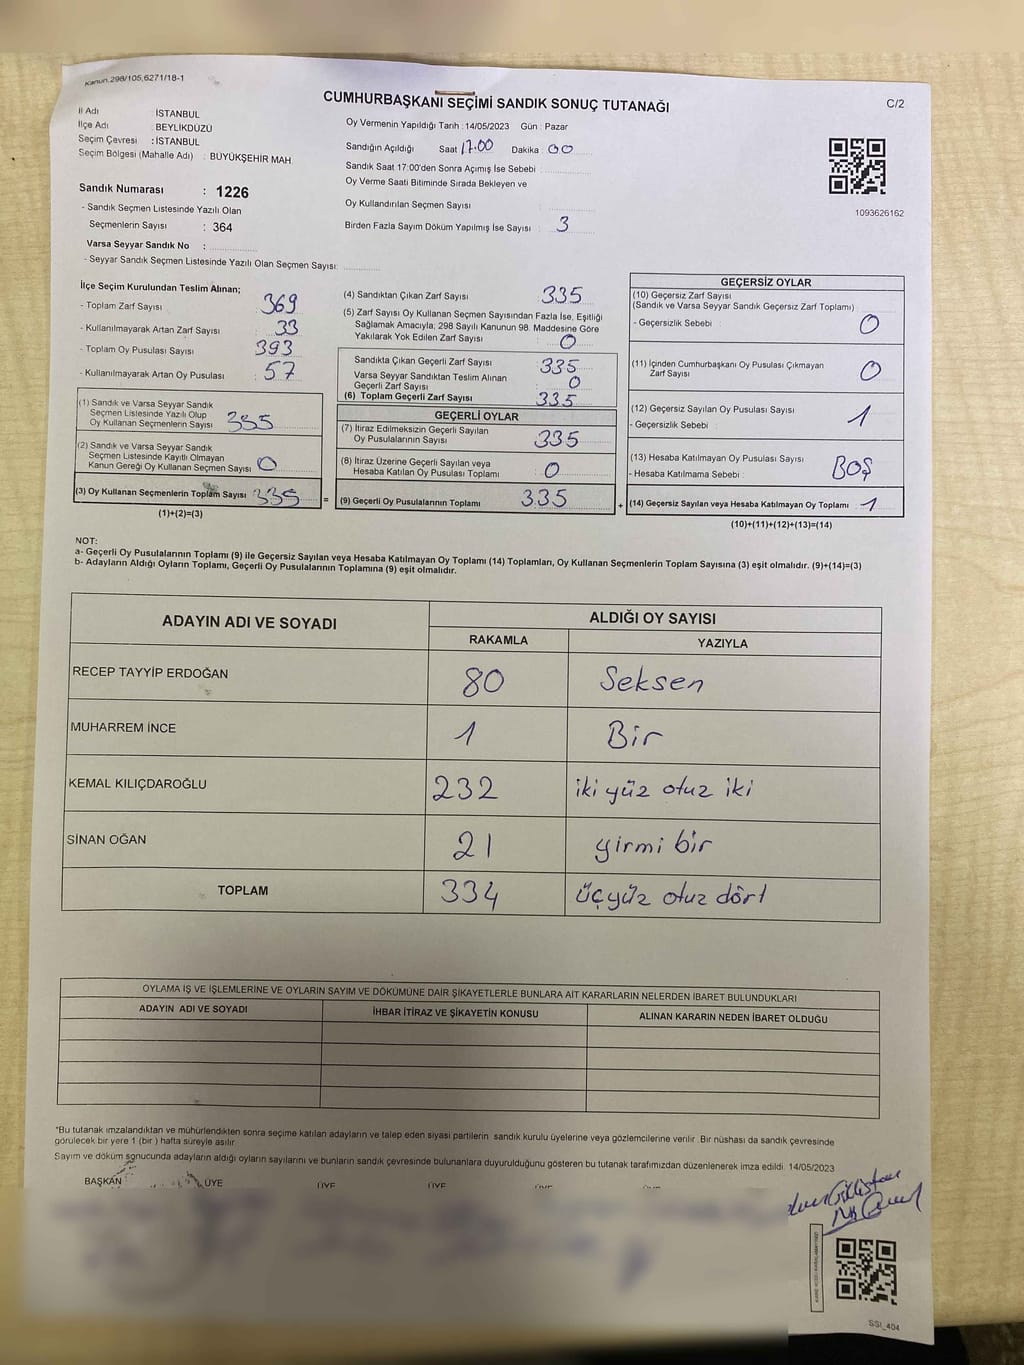 Kanun.298/105,6271/18-1
CUMHURBAŞKANI SEÇİMİ SANDIK SONUÇ TUTANAĞI
C/2
İl Adı : İSTANBUL
İlçe Adı : BEYLİKDÜZÜ
Seçim Çevresi : İSTANBUL
Seçim Bölgesi (Mahalle Adı) : BÜYÜKŞEHİR MAH.
Sandık Numarası : 1226
- Sandık Seçmen Listesinde Yazılı Olan
Seçmenlerin Sayısı : 364
Varsa Seyyar Sandık No :
- Seyyar Sandık Seçmen Listesinde Yazılı Olan Seçmen Sayısı:
Oy Vermenin Yapıldığı Tarih : 14/05/2023 Gün : Pazar
Sandığın Açıldığı Saat 17.00 Dakika : 00
Sandık Saat 17:00'den Sonra Açımış İse Sebebi :
Oy Verme Saati Bitiminde Sırada Bekleyen ve
Oy Kullandırılan Seçmen Sayısı :
Birden Fazla Sayım Döküm Yapılmış İse Sayısı : 3
1093626162
İlçe Seçim Kurulundan Teslim Alınan;
- Toplam Zarf Sayısı : 369
- Kullanılmayarak Artan Zarf Sayısı : 33
- Toplam Oy Pusulası Sayısı : 393
- Kullanılmayarak Artan Oy Pusulası : 57
(1) Sandık ve Varsa Seyyar Sandık
Seçmen Listesinde Yazılı Olup
Oy Kullanan Seçmenlerin Sayısı : 335
(2) Sandık ve Varsa Seyyar Sandık
Seçmen Listesinde Kayıtlı Olmayan
Kanun Gereği Oy Kullanan Seçmen Sayısı : 0
(3) Oy Kullanan Seçmenlerin Toplam Sayısı : 335
(1)+(2)=(3)
=
(4) Sandıktan Çıkan Zarf Sayısı : 335
(5) Zarf Sayısı Oy Kullanan Seçmen Sayısından Fazla İse, Eşitliği
Sağlamak Amacıyla; 298 Sayılı Kanunun 98. Maddesine Göre
Yakılarak Yok Edilen Zarf Sayısı : 0
Sandıkta Çıkan Geçerli Zarf Sayısı : 335
Varsa Seyyar Sandıktan Teslim Alınan
Geçerli Zarf Sayısı : 0
(6) Toplam Geçerli Zarf Sayısı : 335
GEÇERLİ OYLAR
(7) İtiraz Edilmeksizin Geçerli Sayılan
Oy Pusulalarının Sayısı : 335
(8) İtiraz Üzerine Geçerli Sayılan veya
Hesaba Katılan Oy Pusulası Toplamı : 0
(9) Geçerli Oy Pusulalarının Toplamı : 335
+
GEÇERSİZ OYLAR
(10) Geçersiz Zarf Sayısı
(Sandık ve Varsa Seyyar Sandık Geçersiz Zarf Toplamı)
- Geçersizlik Sebebi : 0
(11) İçinden Cumhurbaşkanı Oy Pusulası Çıkmayan
Zarf Sayısı : 0
(12) Geçersiz Sayılan Oy Pusulası Sayısı : 1
- Geçersizlik Sebebi :
(13) Hesaba Katılmayan Oy Pusulası Sayısı : BOŞ
- Hesaba Katılmama Sebebi :
(14) Geçersiz Sayılan veya Hesaba Katılmayan Oy Toplamı : 1
(10)+(11)+(12)+(13)=(14)
NOT:
a- Geçerli Oy Pusulalarının Toplamı (9) ile Geçersiz Sayılan veya Hesaba Katılmayan Oy Toplamı (14) Toplamları, Oy Kullanan Seçmenlerin Toplam Sayısına (3) eşit olmalıdır. (9)+(14)=(3)
b- Adayların Aldığı Oyların Toplamı, Geçerli Oy Pusulalarının Toplamına (9) eşit olmalıdır.
ADAYIN ADI VE SOYADI
ALDIĞI OY SAYISI
RAKAMLA YAZIYLA
RECEP TAYYİP ERDOĞAN 80 Seksen
MUHARREM İNCE 1 Bir
KEMAL KILIÇDAROĞLU 232 iki yüz otuz iki
SİNAN OĞAN 21 yirmi bir
TOPLAM 334 üçyüz otuz dört
OYLAMA İŞ VE İŞLEMLERİNE VE OYLARIN SAYIM VE DÖKÜMÜNE DAİR ŞİKAYETLERLE BUNLARA AİT KARARLARIN NELERDEN İBARET BULUNDUKLARI
ADAYIN ADI VE SOYADI İHBAR İTİRAZ VE ŞİKAYETİN KONUSU ALINAN KARARIN NEDEN İBARET OLDUĞU
*Bu tutanak imzalandıktan ve mühürlendikten sonra seçime katılan adayların ve talep eden siyasi partilerin sandık kurulu üyelerine veya gözlemcilerine verilir. Bir nüshası da sandık çevresinde
görülecek bir yere 1 (bir) hafta süreyle asılır.
Sayım ve döküm sonucunda adayların aldığı oyların sayılarını ve bunların sandık çevresinde bulunanlara duyurulduğunu gösteren bu tutanak tarafımızdan düzenlenerek imza edildi. 14/05/2023
BAŞKAN ÜYE ÜYE ÜYE ÜYE ÜYE
SSI_404